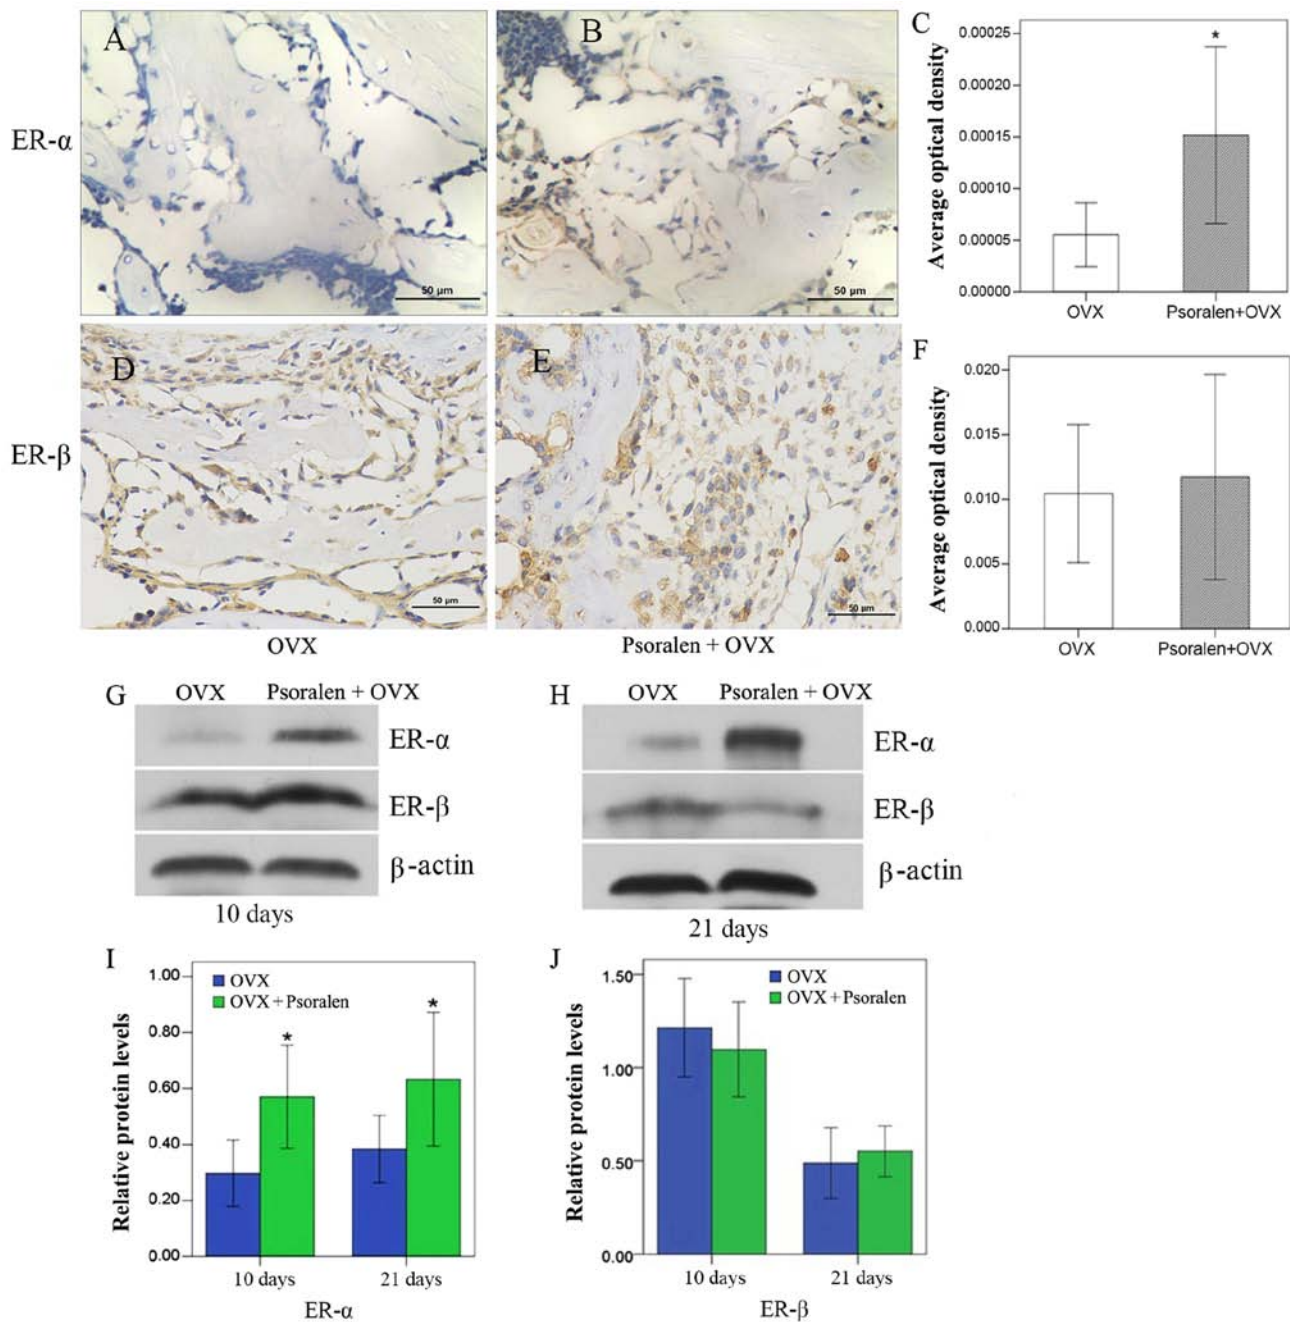 A
B
C
ER-α
50 µm
50 µm
Average optical density
0.00025
0.00020
0.00015
0.00010
0.00005
0.00000
*
OVX
Psoralen+OVX
D
E
F
ER-β
50 µm
50 µm
OVX
Psoralen + OVX
Average optical density
0.020
0.015
0.010
0.005
0.000
OVX
Psoralen+OVX
G
OVX
Psoralen + OVX
ER-α
ER-β
β-actin
10 days
H
OVX
Psoralen + OVX
ER-α
ER-β
β-actin
21 days
I
Relative protein levels
1.00
0.80
0.60
0.40
0.20
0.00
OVX
OVX + Psoralen
*
*
10 days
21 days
ER-α
J
Relative protein levels
1.50
1.00
0.50
0.00
OVX
OVX + Psoralen
10 days
21 days
ER-β